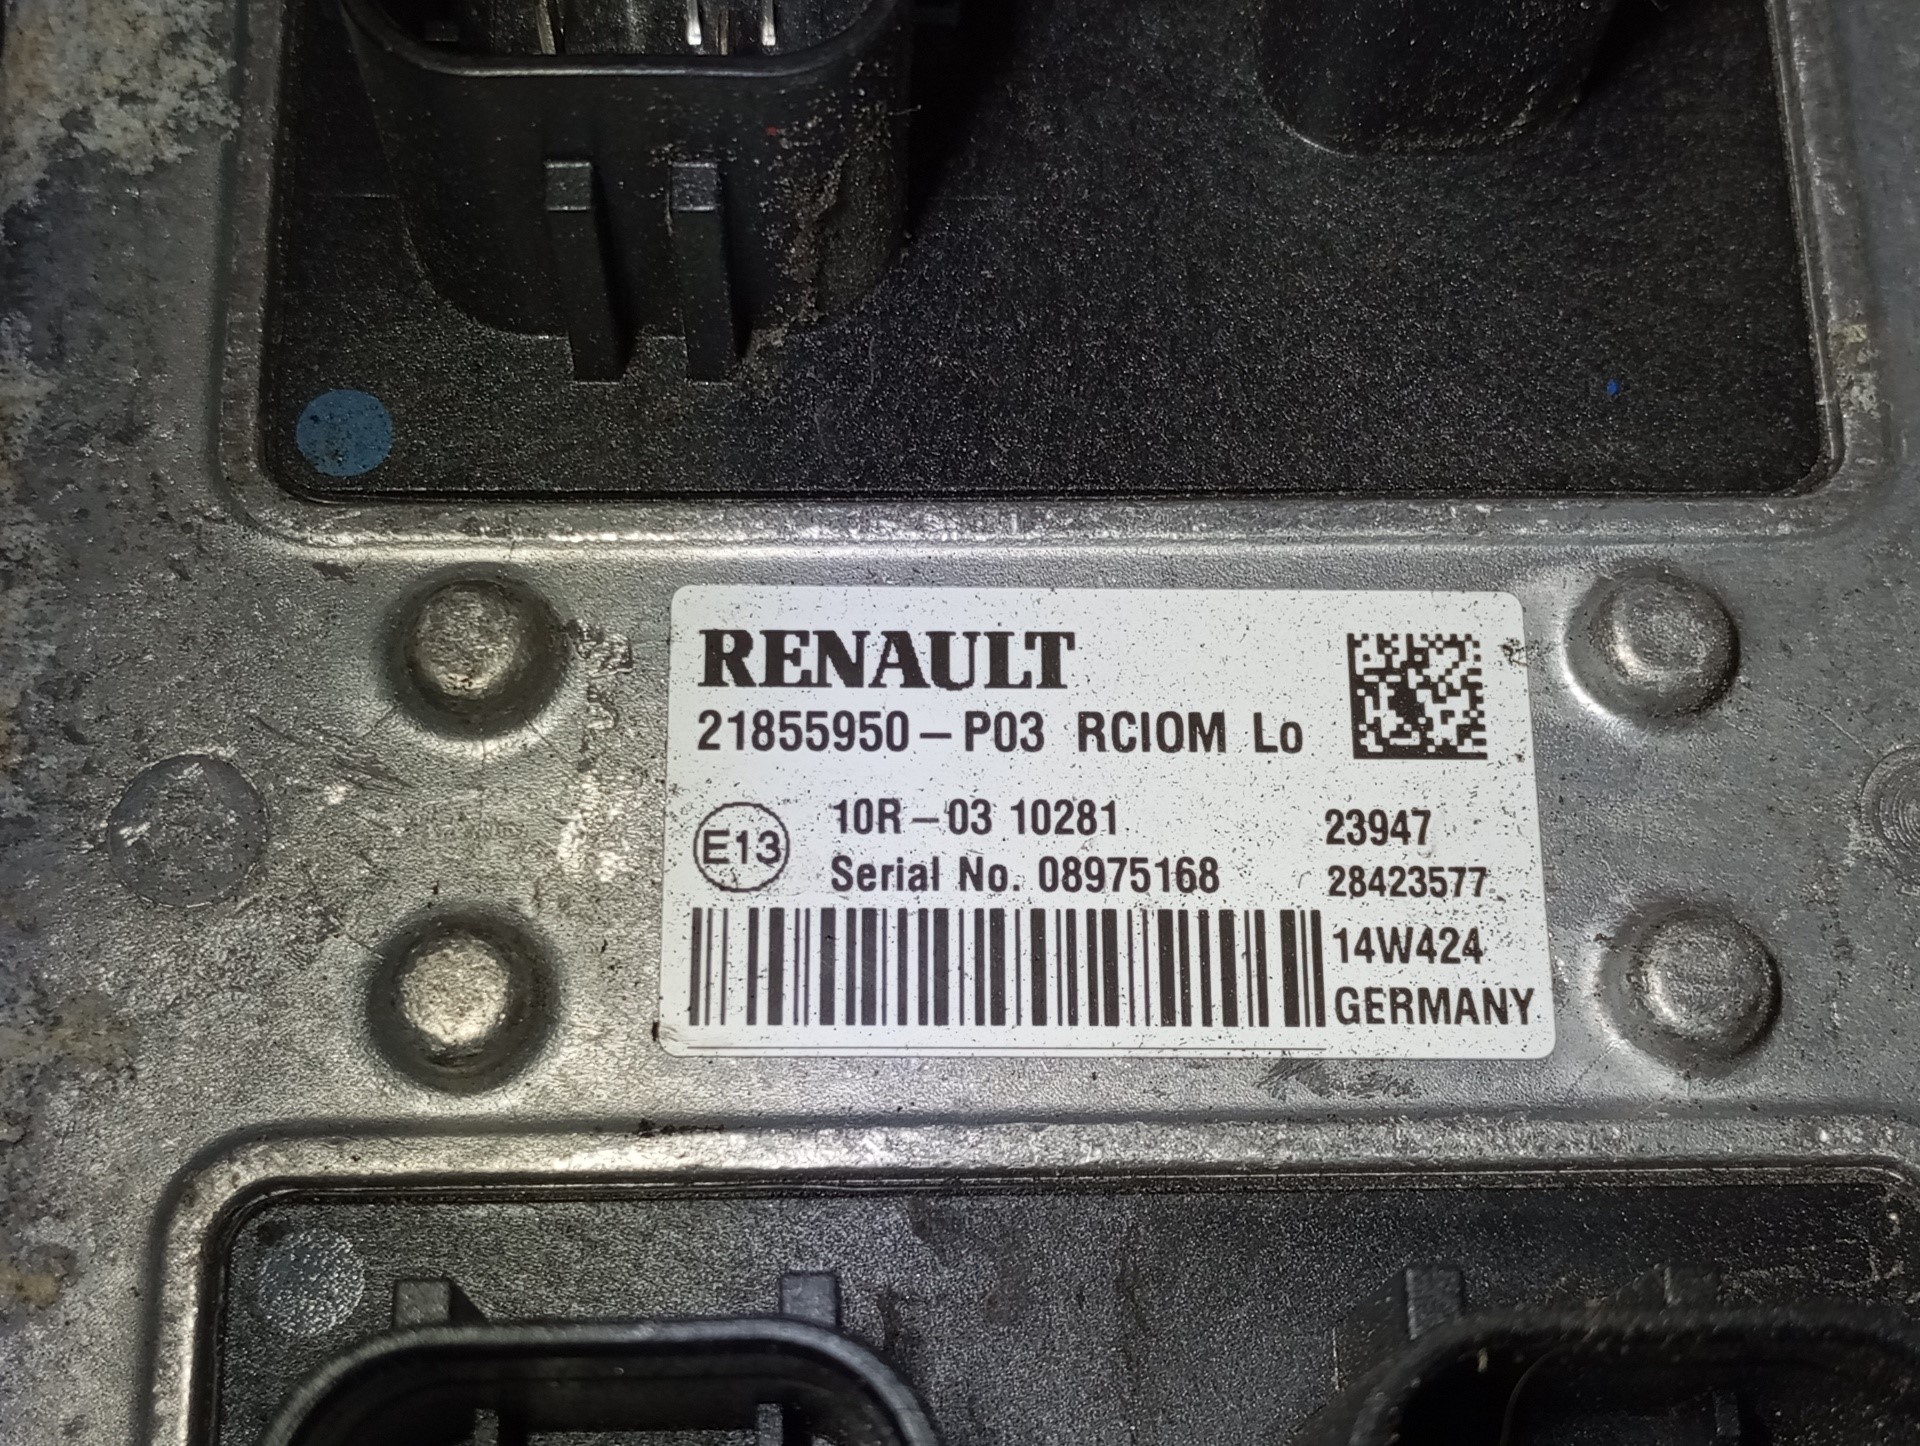 RENAULT
21855950-P03 RCIOM Lo
E13
10R-03 10281
23947
Serial No. 08975168
28423577
14W424
GERMANY